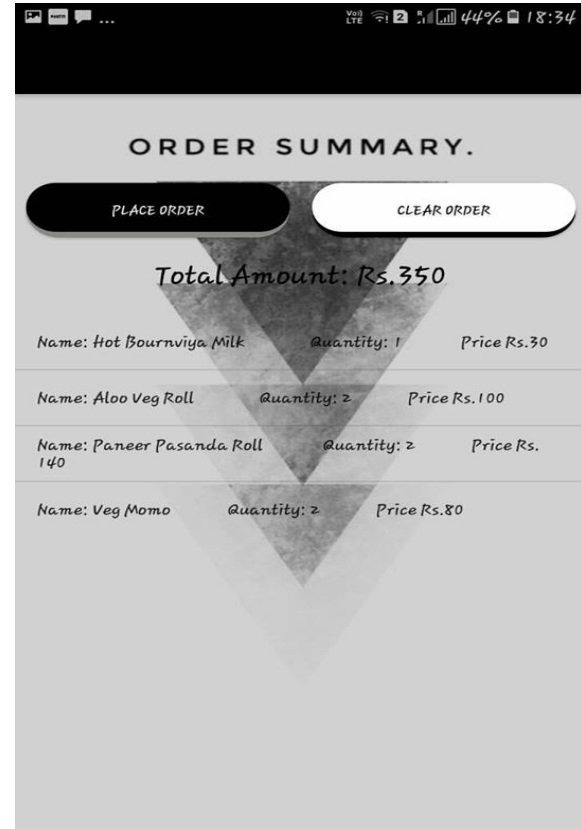 ... VoLTE 2 R 44% 18:34
ORDER SUMMARY.
PLACE ORDER CLEAR ORDER
Total Amount: Rs.350
Name: Hot Bournviya Milk Quantity: 1 Price Rs.30
Name: Aloo Veg Roll Quantity: 2 Price Rs.100
Name: Paneer Pasanda Roll Quantity: 2 Price Rs.
140
Name: Veg Momo Quantity: 2 Price Rs.80